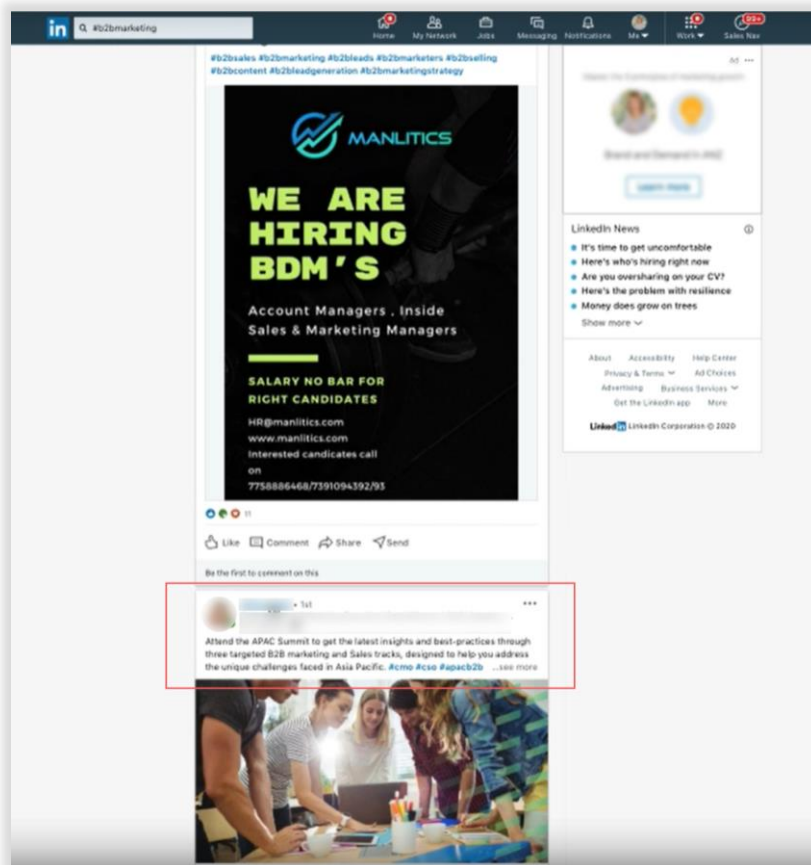 in
#b2bmarketing
Home
My Network
Jobs
Messaging
Notifications
Me
Work
Sales Nav
#b2bsales #b2bmarketing #b2bleads #b2bmarketers #b2bselling
#b2bcontent #b2bleadgeneration #b2bmarketingstrategy
MANLITICS
WE ARE
HIRING
BDM'S
Account Managers , Inside
Sales & Marketing Managers
SALARY NO BAR FOR
RIGHT CANDIDATES
HR@manlitics.com
www.manlitics.com
Interested candicates call
on
7758886468/7391094392/93
11
Like
Comment
Share
Send
Be the first to comment on this
• 1st
Attend the APAC Summit to get the latest insights and best-practices through
three targeted B2B marketing and Sales tracks, designed to help you address
the unique challenges faced in Asia Pacific. #cmo #cso #apacb2b ...see more
Ad
Brand and Demand in ANZ
Learn more
LinkedIn News
It's time to get uncomfortable
Here's who's hiring right now
Are you oversharing on your CV?
Here's the problem with resilience
Money does grow on trees
Show more
About Accessibility Help Center
Privacy & Terms Ad Choices
Advertising Business Services
Get the LinkedIn app More
LinkedIn LinkedIn Corporation © 2020